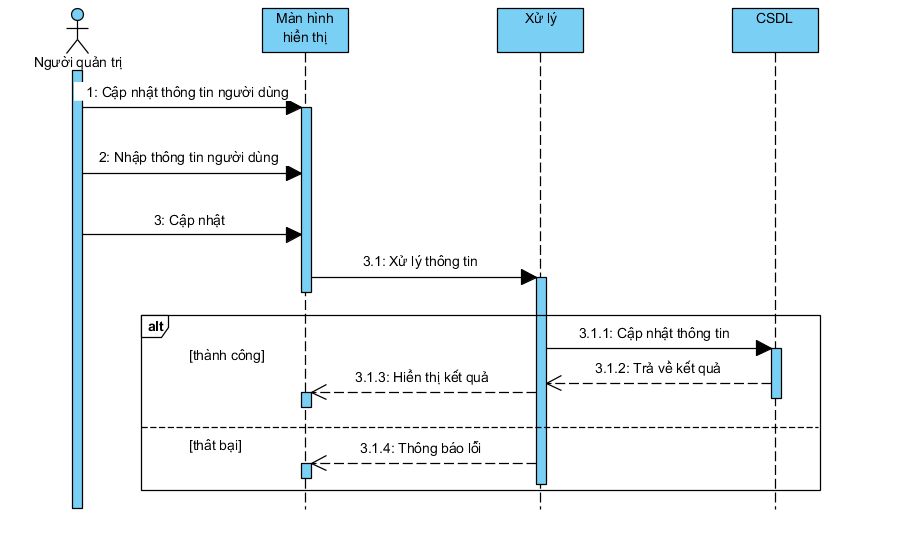 Màn hình
hiển thị
Xử lý
CSDL
Người quản trị
1: Cập nhật thông tin người dùng
2: Nhập thông tin người dùng
3: Cập nhật
3.1: Xử lý thông tin
alt
3.1.1: Cập nhật thông tin
[thành công]
3.1.2: Trả về kết quả
3.1.3: Hiển thị kết quả
[thât bại]
3.1.4: Thông báo lỗi